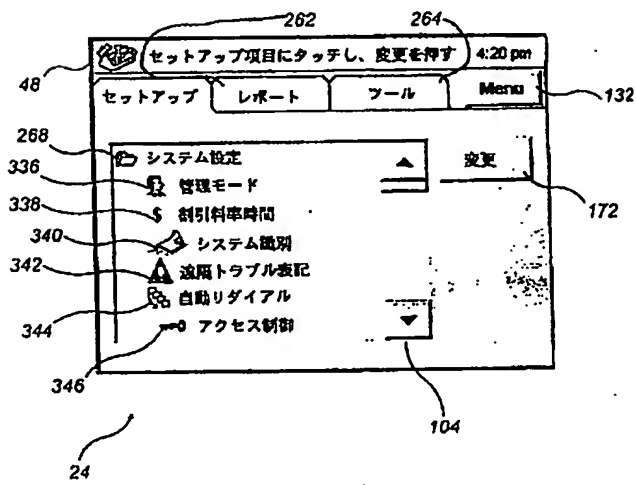 262 264
48 セットアップ項目にタッチし、変更を押す 4:20 pm
セットアップ レポート ツール Menu 132
268 システム設定 変更 172
336 管理モード
338 $ 割引料率時間
340 システム識別
342 遠隔トラブル表記
344 自動リダイアル
346 アクセス制御
104
24